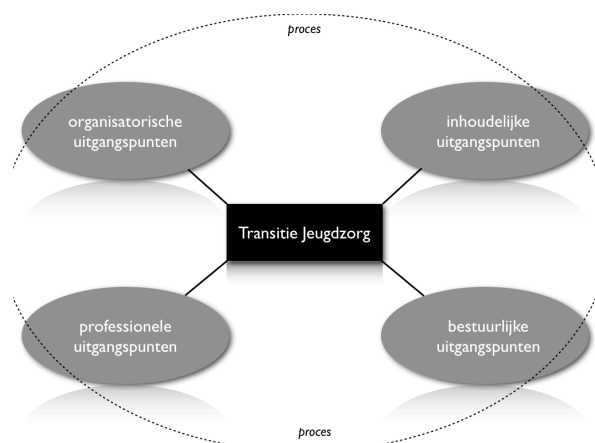 proces
organisatorische
uitgangspunten
inhoudelijke
uitgangspunten
Transitie Jeugdzorg
professionele
uitgangspunten
bestuurlijke
uitgangspunten
proces